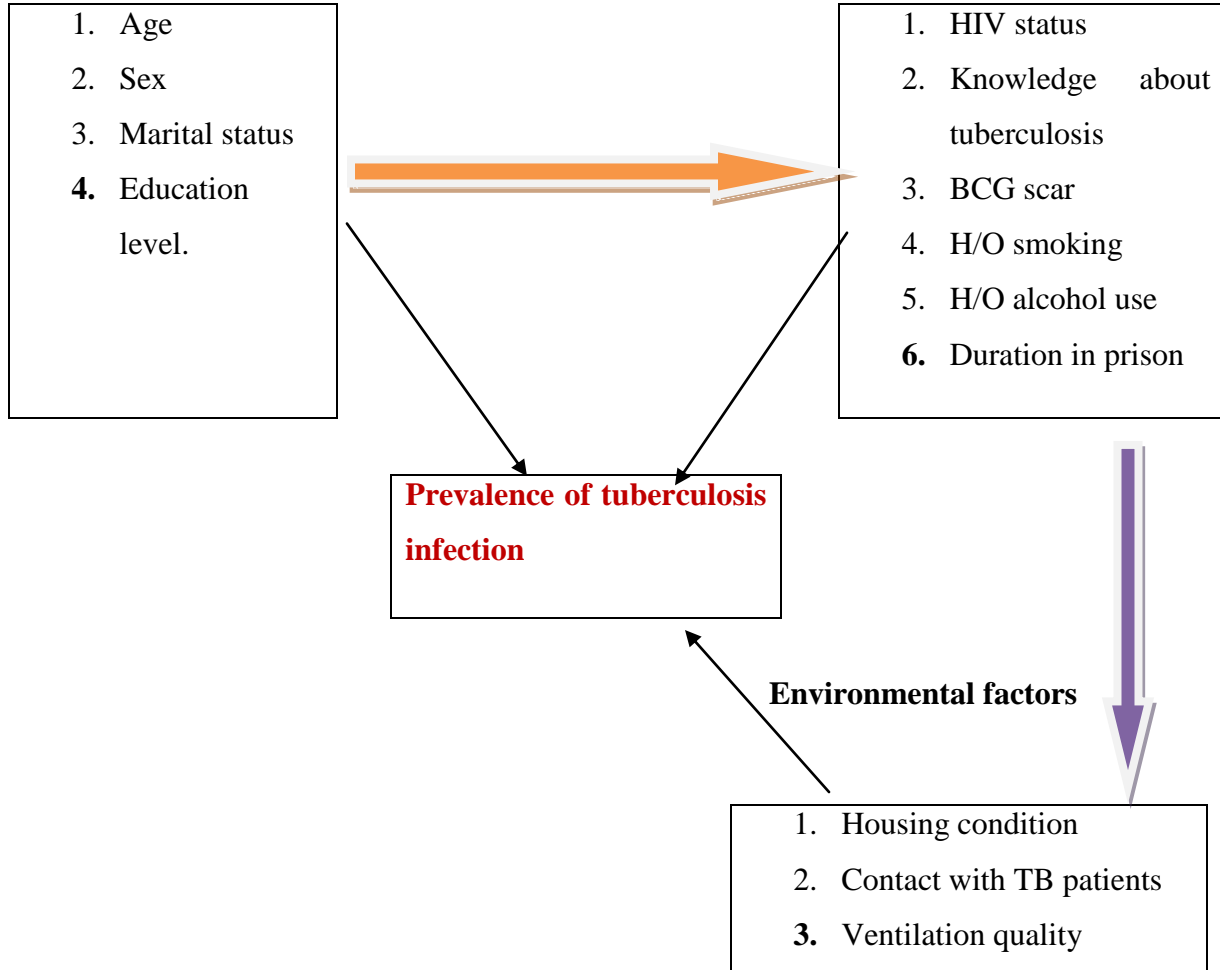 1. Age
2. Sex
3. Marital status
4. Education
level.
1. HIV status
2. Knowledge about
tuberculosis
3. BCG scar
4. H/O smoking
5. H/O alcohol use
6. Duration in prison
Prevalence of tuberculosis
infection
Environmental factors
1. Housing condition
2. Contact with TB patients
3. Ventilation quality